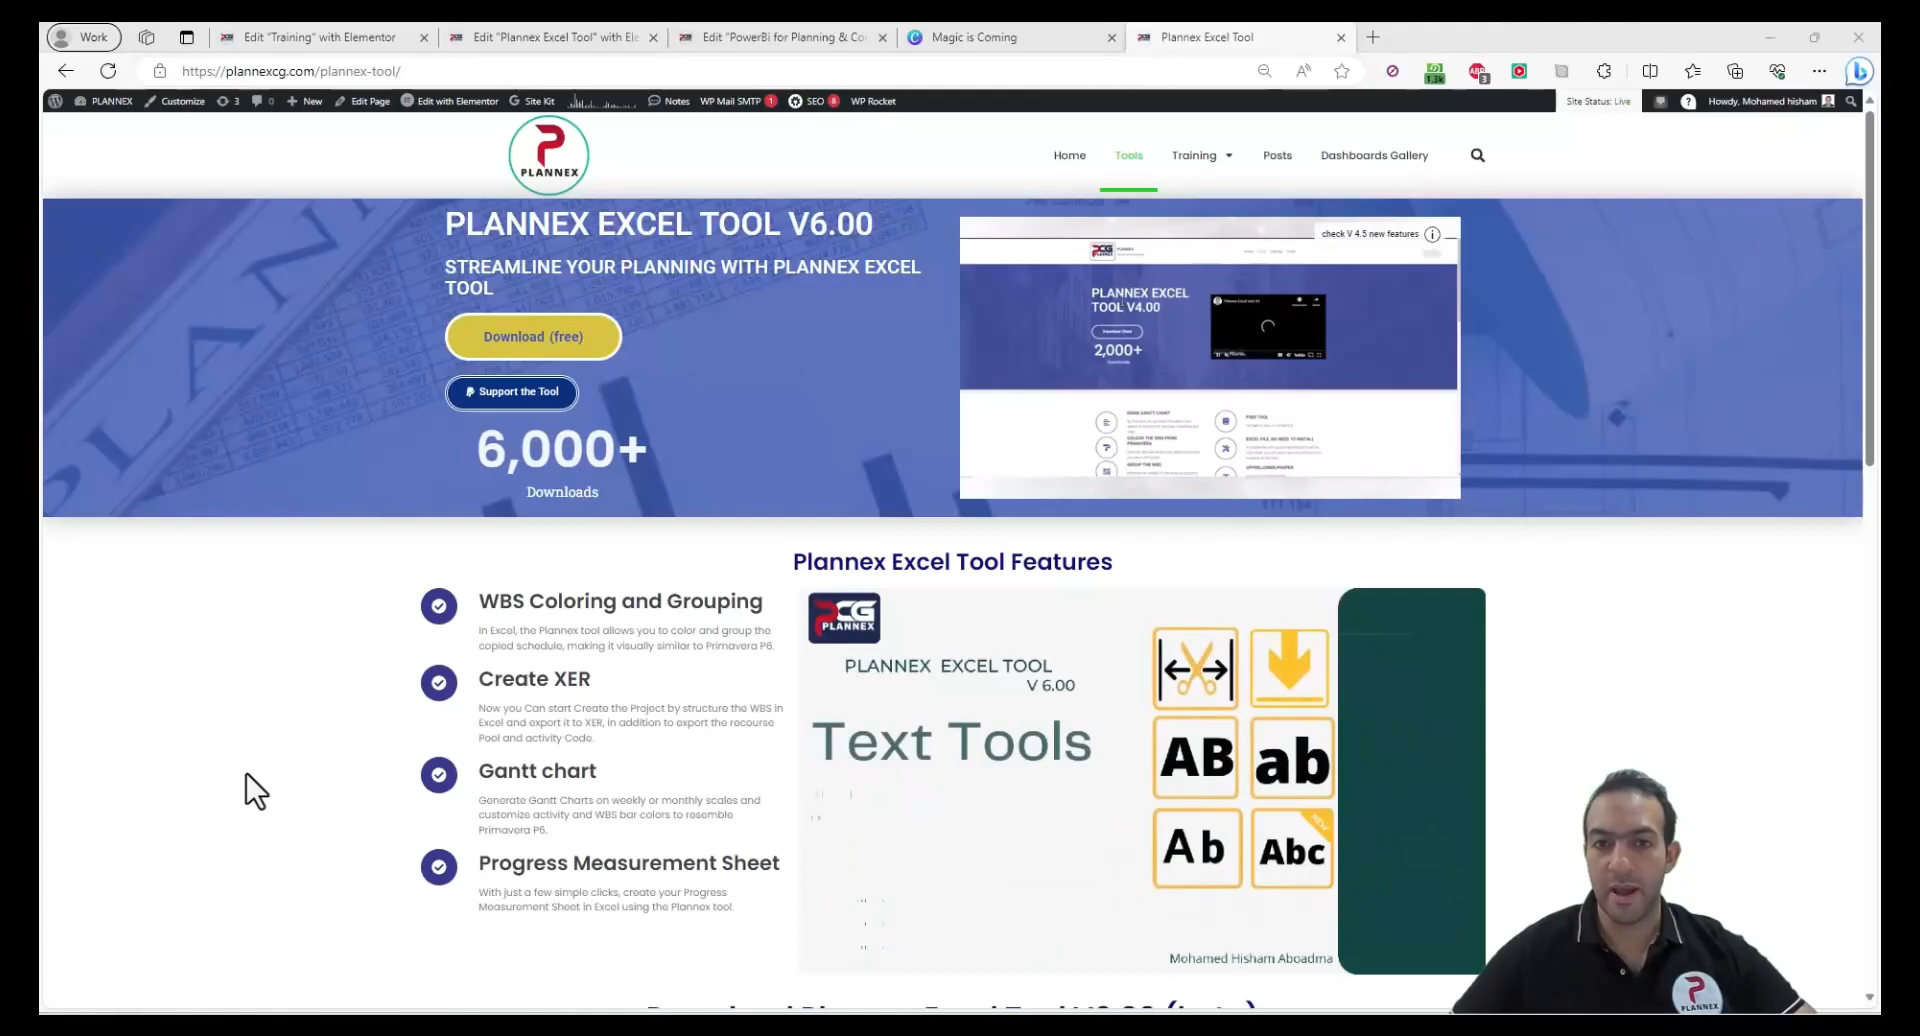 Work
Edit "Training" with Elementor
Edit "Plannex Excel Tool" with Ele
Edit "PowerBi for Planning & Co
Magic is Coming
Plannex Excel Tool
https://plannexcg.com/plannex-tool/
PLANNEX Customize 3 0 New Edit Page Edit with Elementor Site Kit Notes WP Mail SMTP 1 SEO 8 WP Rocket
Site Status: Live
Howdy, Mohamed hisham
PLANNEX
Home Tools Training Posts Dashboards Gallery
PLANNEX EXCEL TOOL V6.00
STREAMLINE YOUR PLANNING WITH PLANNEX EXCEL
TOOL
Download (free)
Support the Tool
6,000+
Downloads
check V 4.5 new features
PLANNEX EXCEL
TOOL V4.00
2,000+
Plannex Excel Tool Features
WBS Coloring and Grouping
In Excel, the Plannex tool allows you to color and group the
copied schedule, making it visually similar to Primavera P6.
Create XER
Now you Can start Create the Project by structure the WBS in
Excel and export it to XER, in addition to export the recourse
Pool and activity Code.
Gantt chart
Generate Gantt Charts on weekly or monthly scales and
customize activity and WBS bar colors to resemble
Primavera P6.
Progress Measurement Sheet
With just a few simple clicks, create your Progress
Measurement Sheet in Excel using the Plannex tool.
PCG
PLANNEX
PLANNEX EXCEL TOOL
V 6.00
Text Tools
AB ab
Ab Abc
NEW
Mohamed Hisham Aboadma
PLANNEX